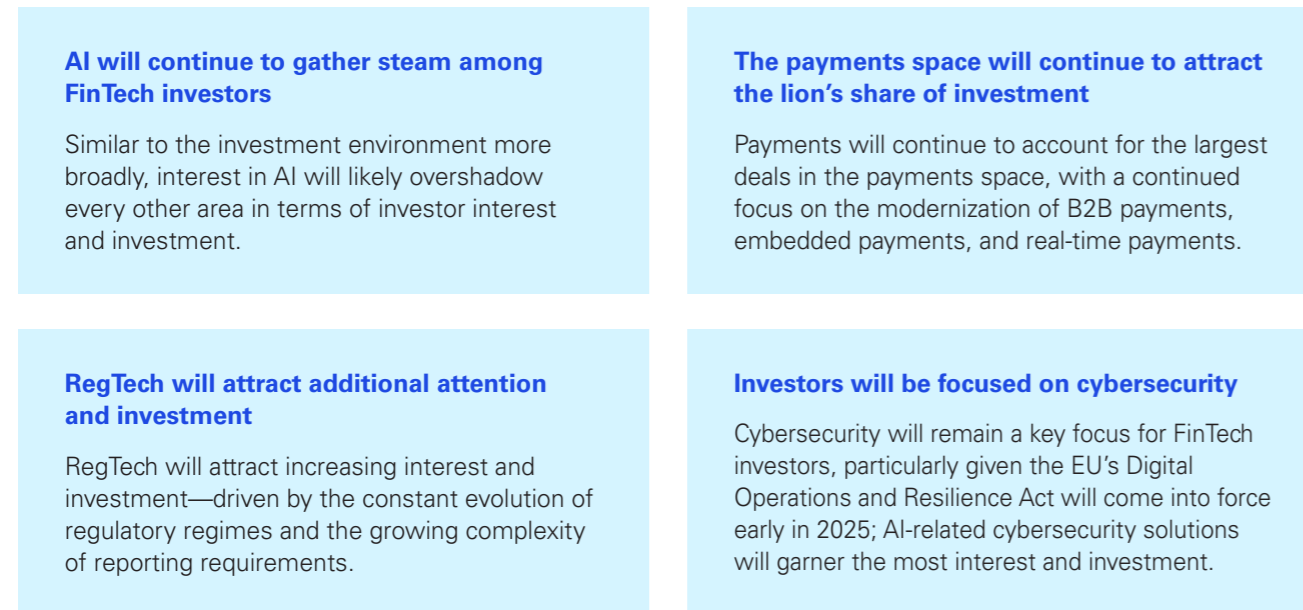 AI will continue to gather steam among
FinTech investors
Similar to the investment environment more
broadly, interest in AI will likely overshadow
every other area in terms of investor interest
and investment.
The payments space will continue to attract
the lion’s share of investment
Payments will continue to account for the largest
deals in the payments space, with a continued
focus on the modernization of B2B payments,
embedded payments, and real-time payments.
RegTech will attract additional attention
and investment
RegTech will attract increasing interest and
investment—driven by the constant evolution of
regulatory regimes and the growing complexity
of reporting requirements.
Investors will be focused on cybersecurity
Cybersecurity will remain a key focus for FinTech
investors, particularly given the EU’s Digital
Operations and Resilience Act will come into force
early in 2025; AI-related cybersecurity solutions
will garner the most interest and investment.